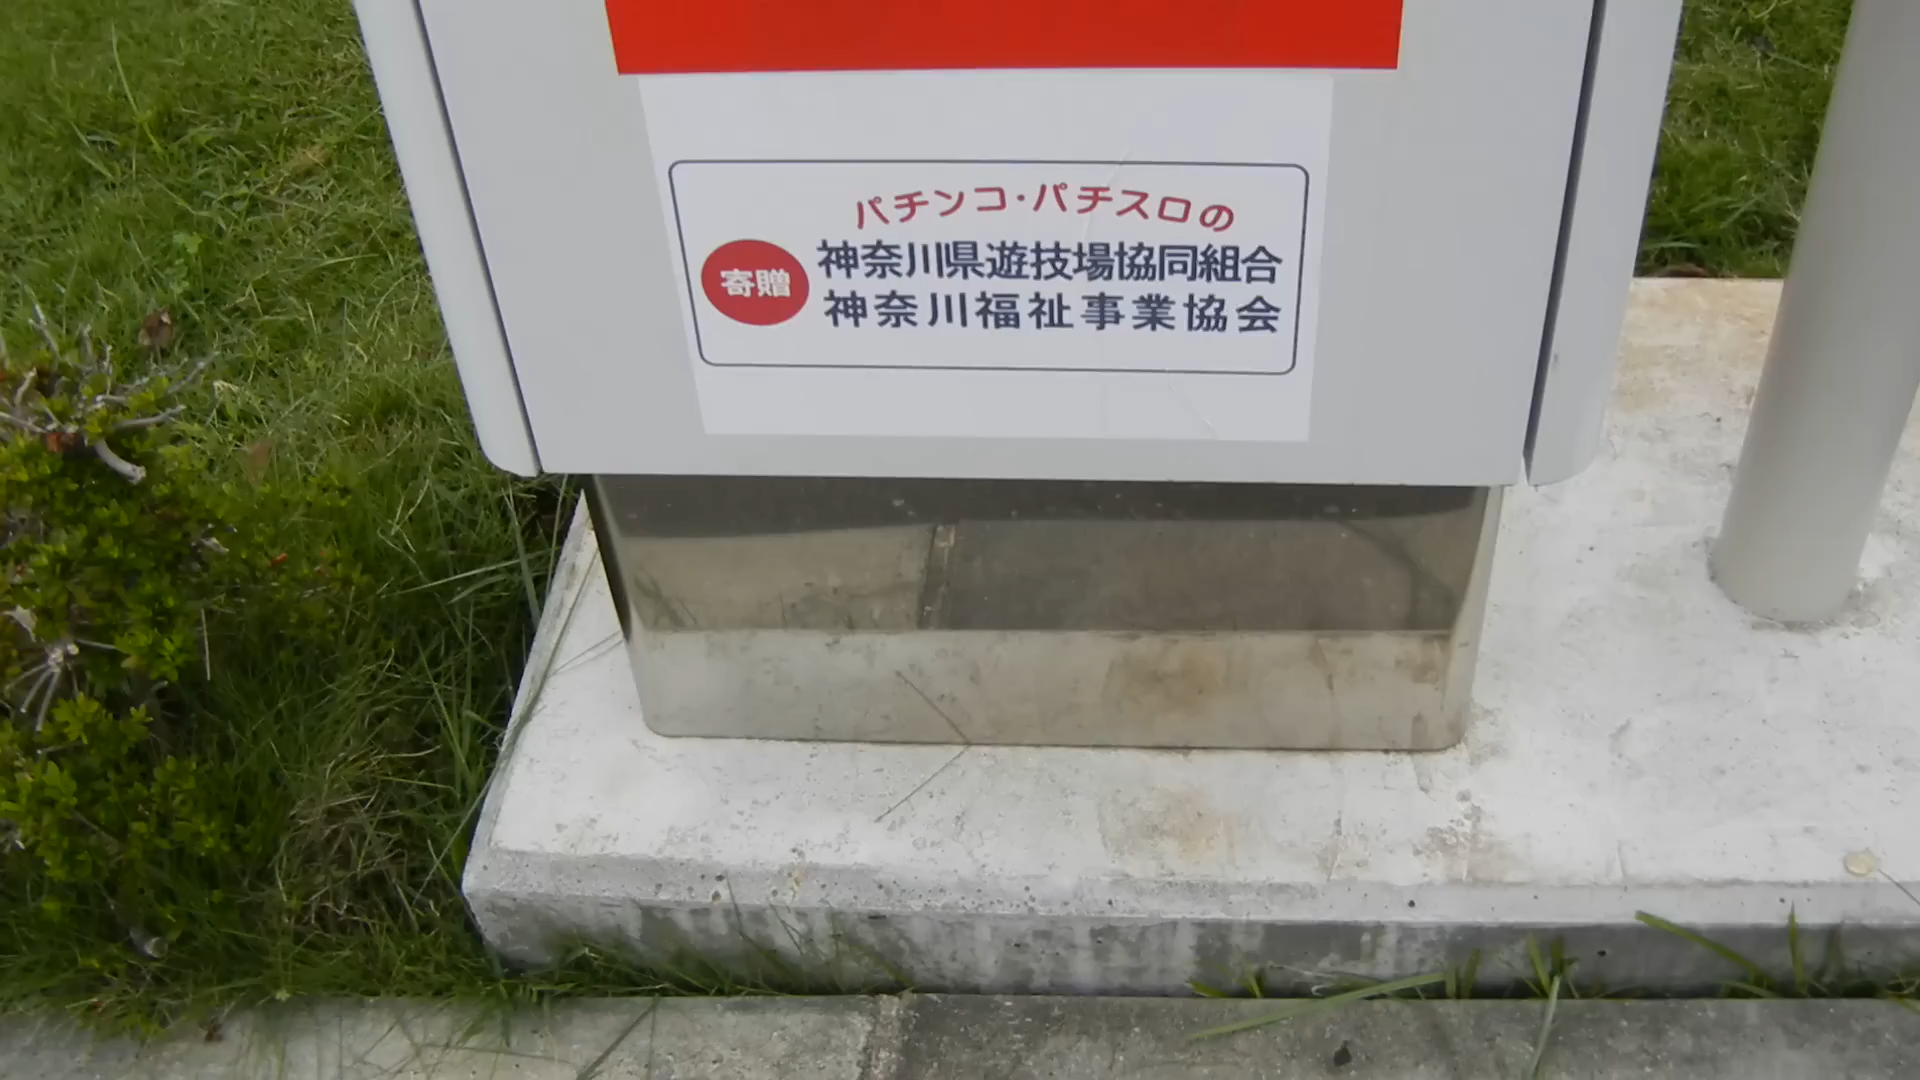 パチンコ・パチスロの
寄贈
神奈川県遊技場協同組合
神奈川福祉事業協会